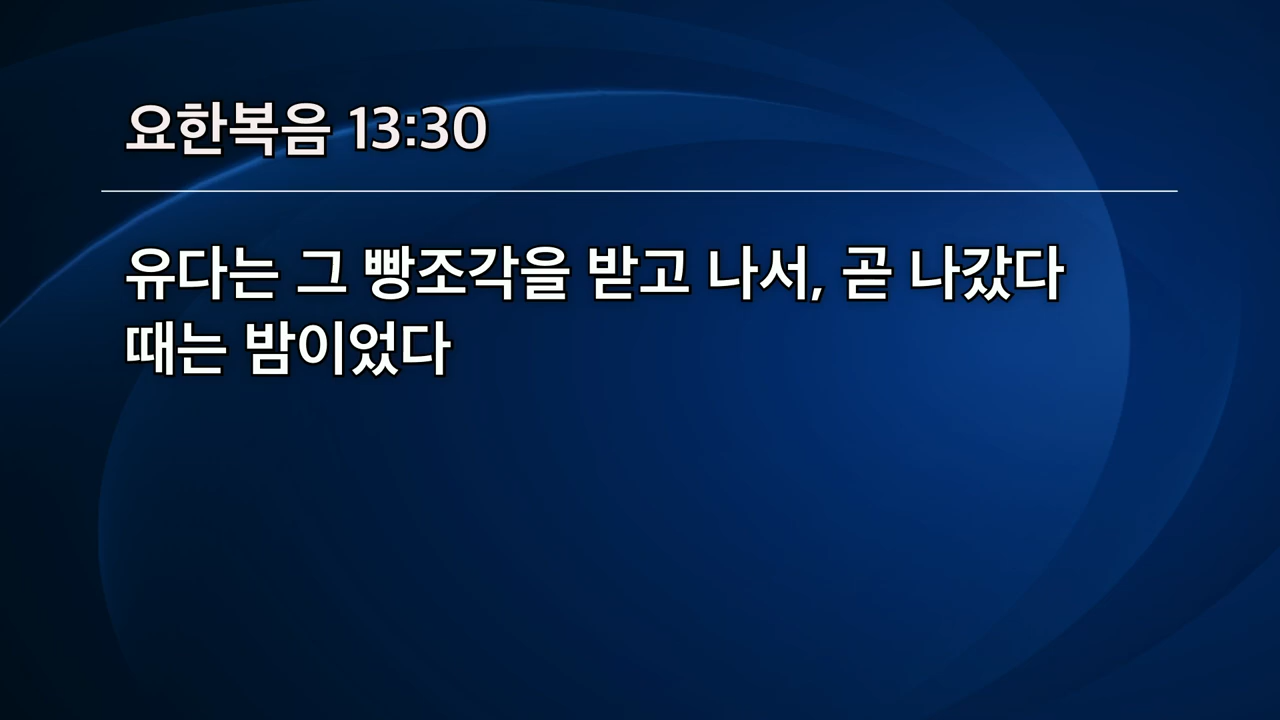 요한복음 13:30
유다는 그 빵조각을 받고 나서, 곧 나갔다
때는 밤이었다